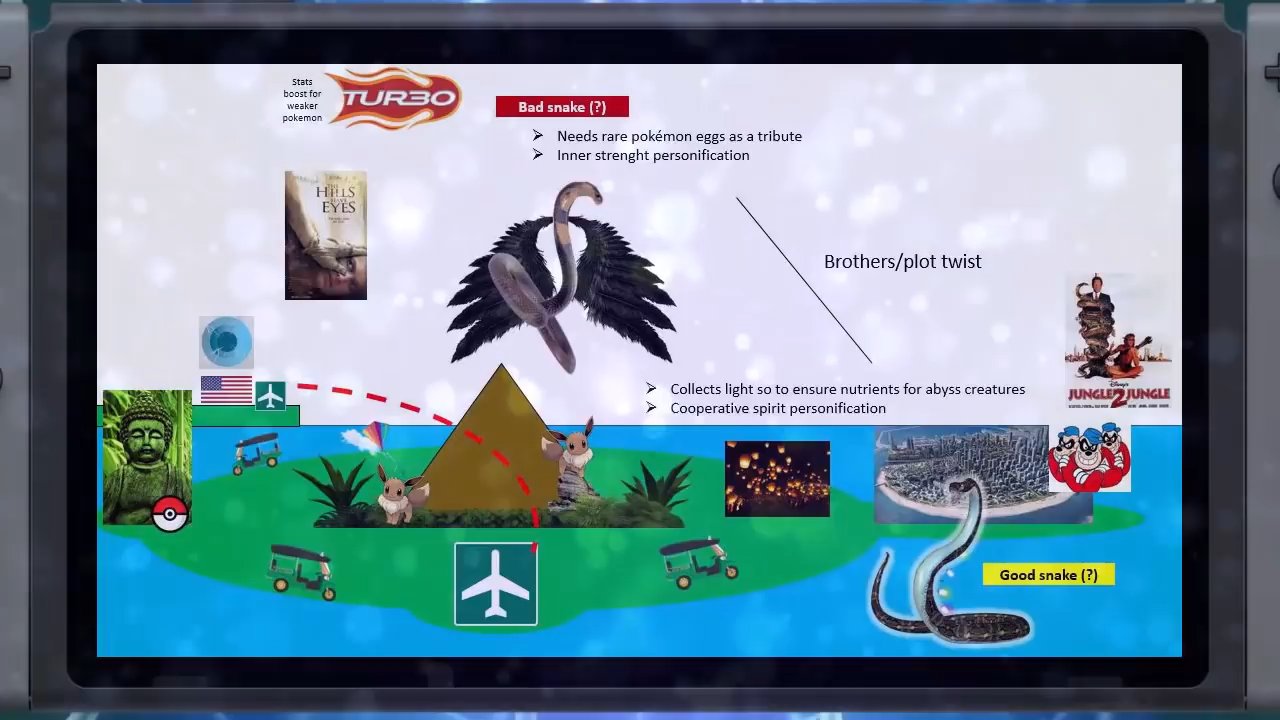 Stats
boost for
weaker
pokemon
TURBO
Bad snake (?)
Needs rare pokémon eggs as a tribute
Inner strenght personification
THE
HILLS
HAVE
EYES
Brothers/plot twist
Collects light so to ensure nutrients for abyss creatures
Cooperative spirit personification
Disney's
JUNGLE 2 JUNGLE
Good snake (?)